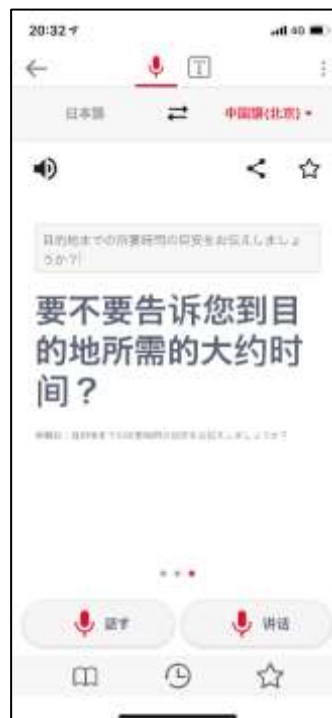 20:32
4G
T
日本語
中国語(北京)
目的地までの所要時間の目安をお伝えしましょ
うか?
要不要告诉您到目
的地所需的大约时
间？
話す
讲话